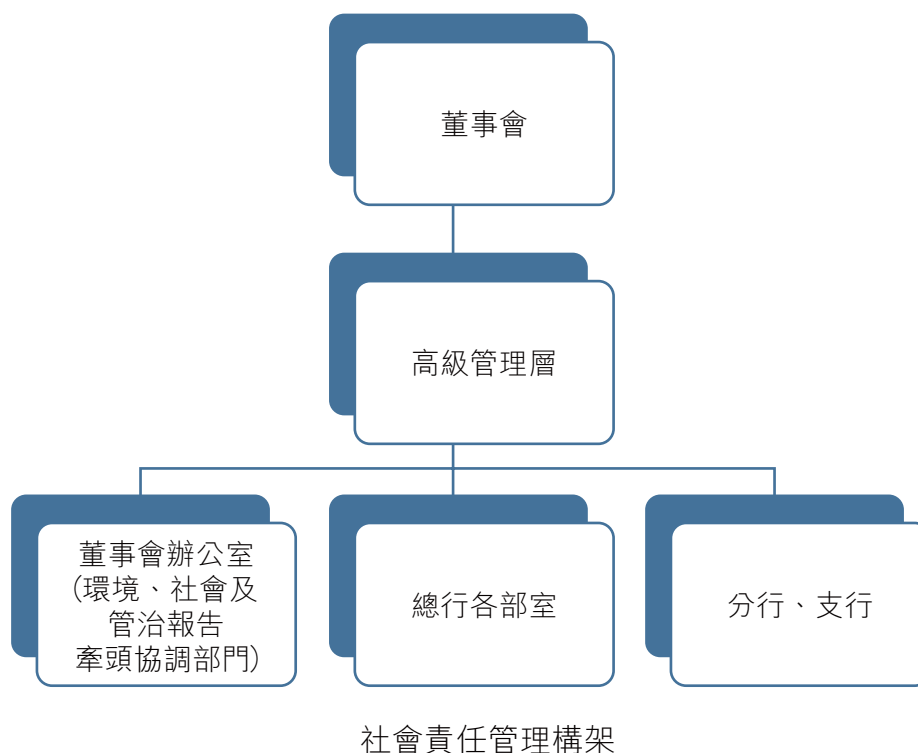 董事會
高級管理層
董事會辦公室
(環境、社會及
管治報告
牽頭協調部門)
總行各部室
分行、支行
社會責任管理構架